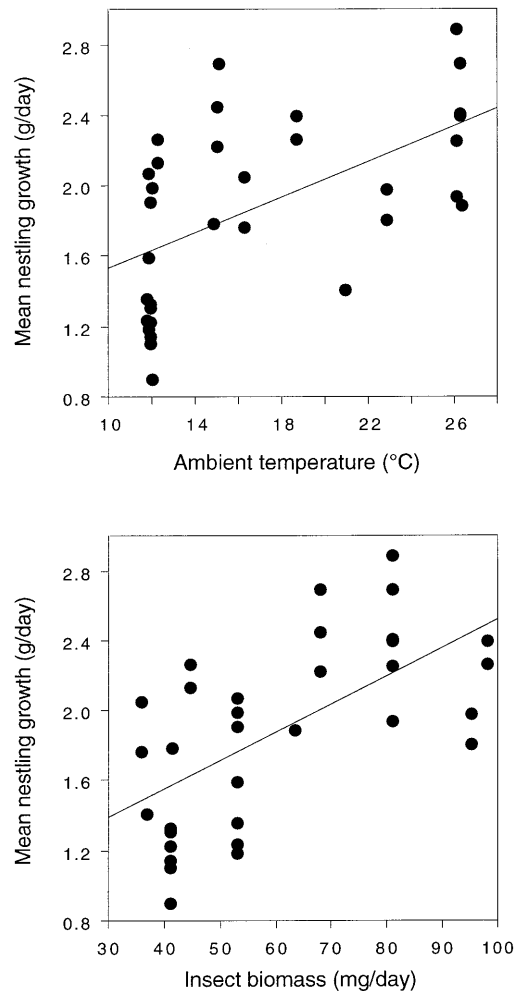 2.8
2.4
2.0
1.6
1.2
0.8
Mean nestling growth (g/day)
10 14 18 22 26
Ambient temperature (°C)
2.8
2.4
2.0
1.6
1.2
0.8
Mean nestling growth (g/day)
30 40 50 60 70 80 90 100
Insect biomass (mg/day)